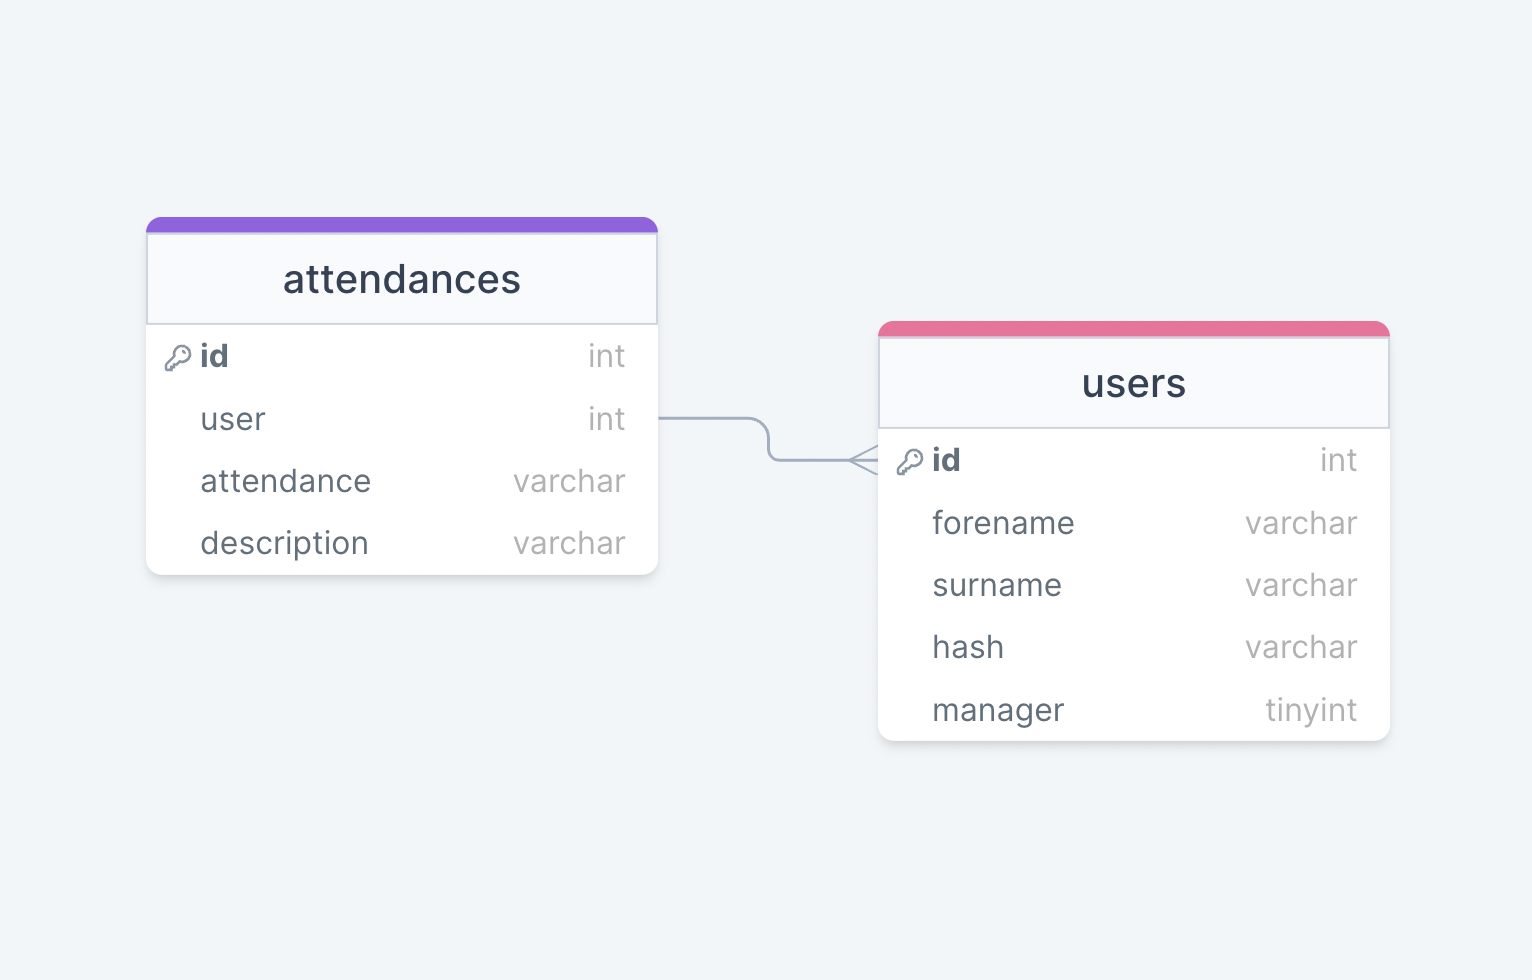 attendances
id int
user int
attendance varchar
description varchar
users
id int
forename varchar
surname varchar
hash varchar
manager tinyint